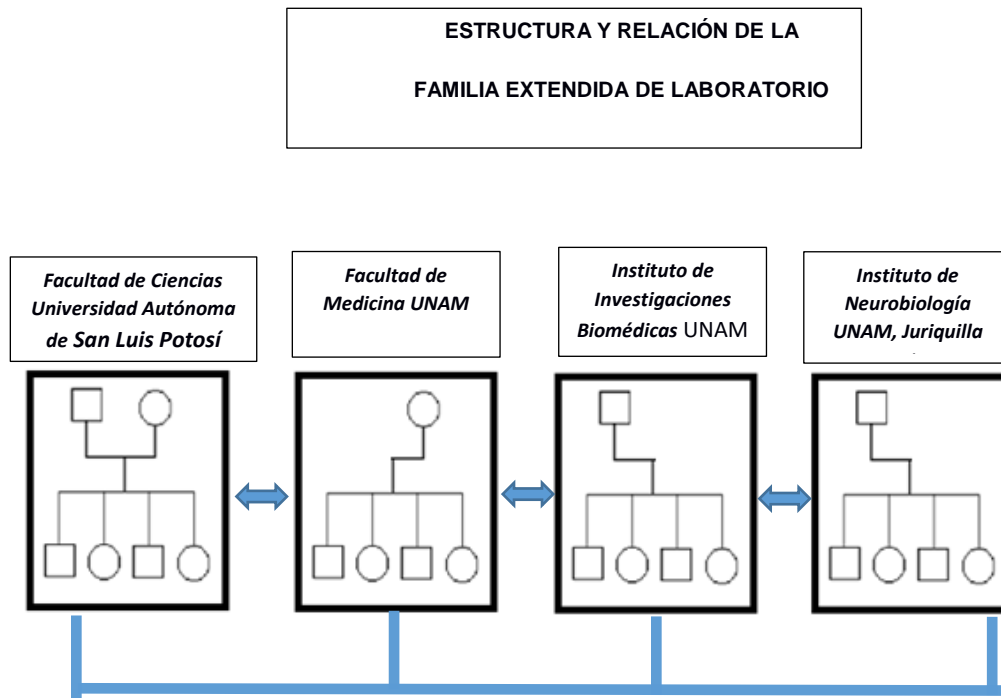 ESTRUCTURA Y RELACIÓN DE LA
FAMILIA EXTENDIDA DE LABORATORIO
Facultad de Ciencias
Universidad Autónoma
de San Luis Potosí
Facultad de
Medicina UNAM
Instituto de
Investigaciones
Biomédicas UNAM
Instituto de
Neurobiología
UNAM, Juriquilla